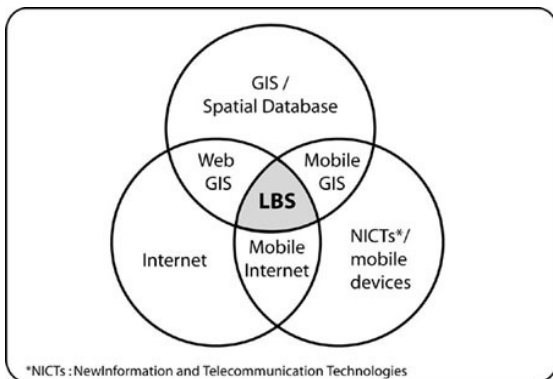 GIS /
Spatial Database
Web
GIS
Mobile
GIS
LBS
Internet
Mobile
Internet
NICTs*/
mobile
devices
*NICTs : NewInformation and Telecommunication Technologies